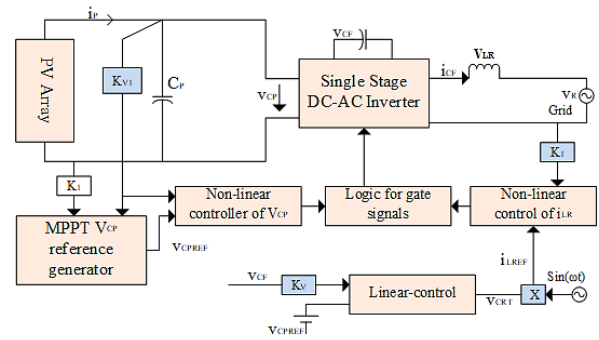 iP
PV Array
KV1
CP
vCP
vCF
Single Stage
DC-AC Inverter
iCF
VLR
vR
Grid
K1
K1
MPPT VCP
reference
generator
Non-linear
controller of VCP
Logic for gate
signals
Non-linear
control of iLR
vCPREF
iLREF
Sin(ωt)
vCF
KV
Linear-control
vCRT
X
vCPREF